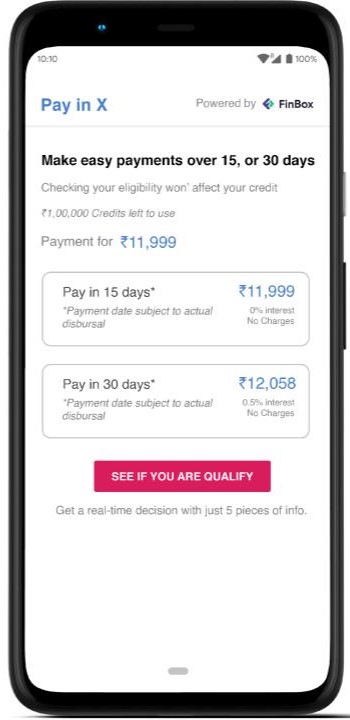 10:10
100%
Pay in X
Powered by FinBox
Make easy payments over 15, or 30 days
Checking your eligibility won' affect your credit
₹1,00,000 Credits left to use
Payment for ₹11,999
Pay in 15 days*
₹11,999
*Payment date subject to actual
disbursal
0% interest
No Charges
Pay in 30 days*
₹12,058
*Payment date subject to actual
disbursal
0.5% interest
No Charges
SEE IF YOU ARE QUALIFY
Get a real-time decision with just 5 pieces of info.